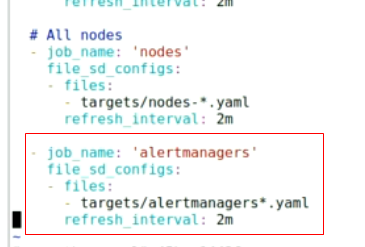 refresh_interval: 2m
# All nodes
- job_name: 'nodes'
file_sd_configs:
- files:
- targets/nodes-*.yaml
refresh_interval: 2m
- job_name: 'alertmanagers'
file_sd_configs:
- files:
- targets/alertmanagers*.yaml
refresh_interval: 2m
~